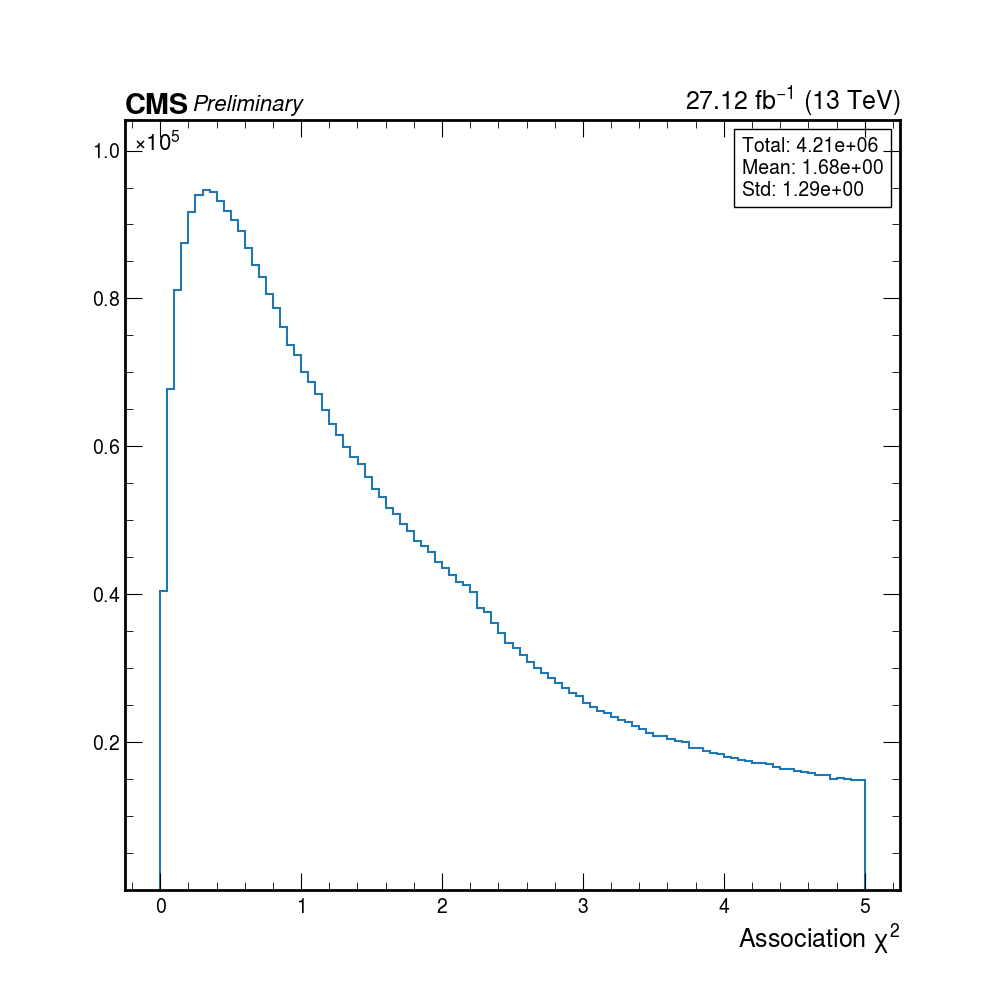 CMS Preliminary 27.12 fb⁻¹ (13 TeV)
×10⁵
Total: 4.21e+06
Mean: 1.68e+00
Std: 1.29e+00
1.0
0.8
0.6
0.4
0.2
0 1 2 3 4 5
Association χ²